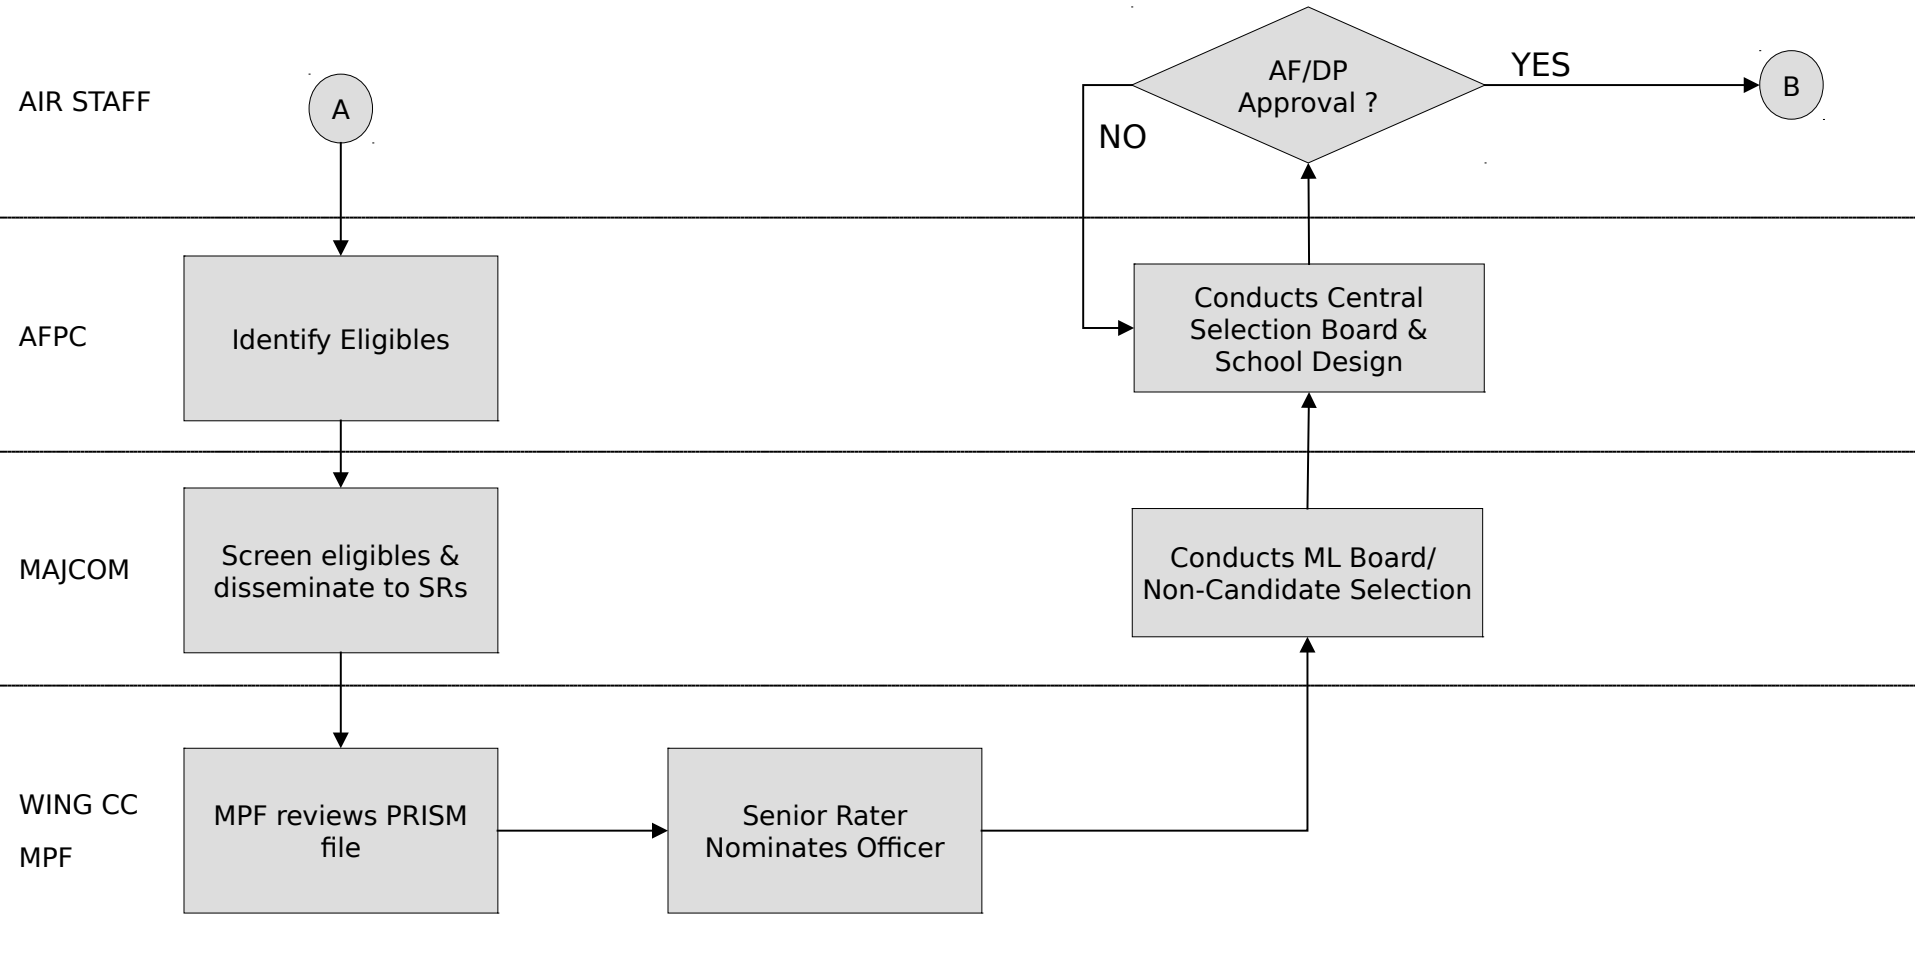 AIR STAFF
A
AF/DP
Approval ?
YES
B
NO
AFPC
Identify Eligibles
Conducts Central
Selection Board &
School Design
MAJCOM
Screen eligibles &
disseminate to SRs
Conducts ML Board/
Non-Candidate Selection
WING CC
MPF
MPF reviews PRISM
file
Senior Rater
Nominates Officer